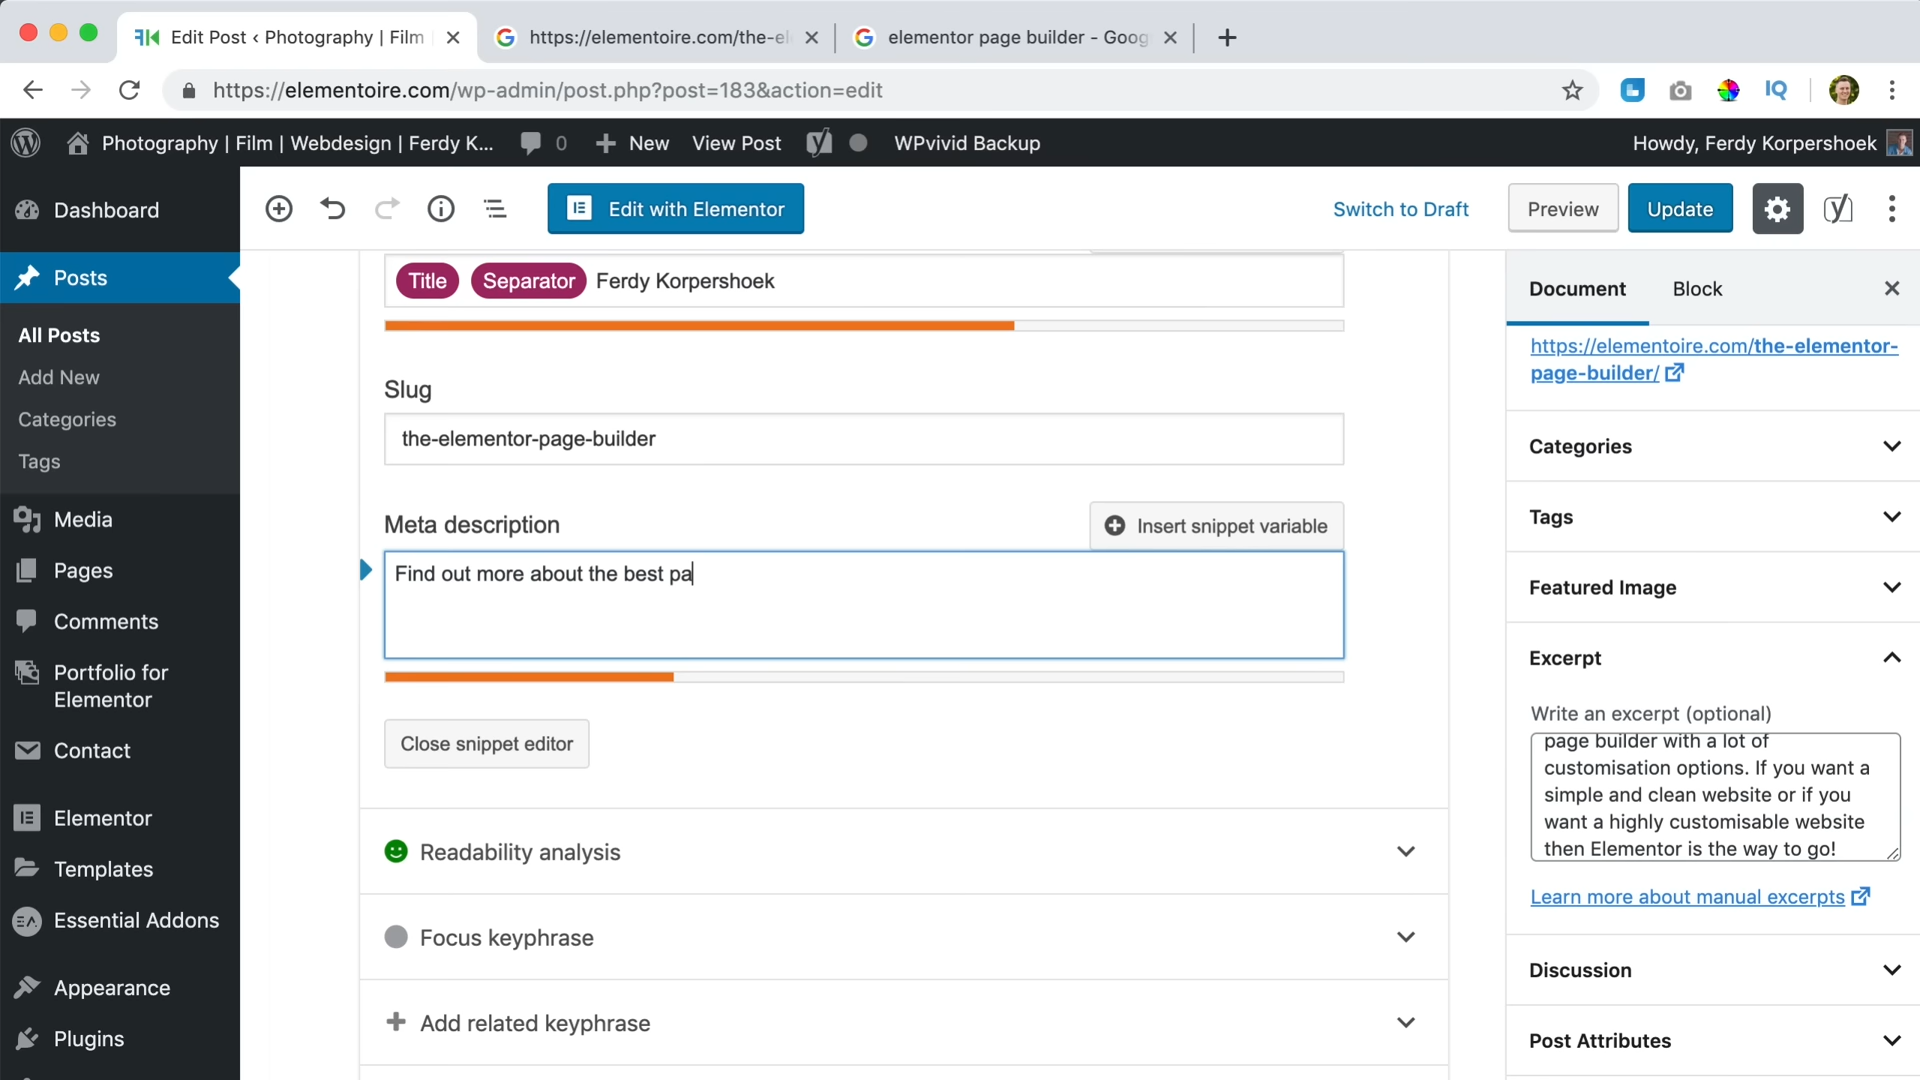 Edit Post ‹ Photography | Film
https://elementoire.com/the-el
elementor page builder - Goog
https://elementoire.com/wp-admin/post.php?post=183&action=edit
IQ
Photography | Film | Webdesign | Ferdy K...
0
New
View Post
WPvivid Backup
Howdy, Ferdy Korpershoek
Dashboard
Posts
All Posts
Add New
Categories
Tags
Media
Pages
Comments
Portfolio for
Elementor
Contact
Elementor
Templates
EA
Essential Addons
Appearance
Plugins
Edit with Elementor
Switch to Draft
Preview
Update
Title Separator Ferdy Korpershoek
Slug
the-elementor-page-builder
Meta description
Insert snippet variable
Find out more about the best pa
Close snippet editor
Readability analysis
Focus keyphrase
Add related keyphrase
Document
Block
https://elementoire.com/the-elementor-
page-builder/
Categories
Tags
Featured Image
Excerpt
Write an excerpt (optional)
page builder with a lot of
customisation options. If you want a
simple and clean website or if you
want a highly customisable website
then Elementor is the way to go!
Learn more about manual excerpts
Discussion
Post Attributes